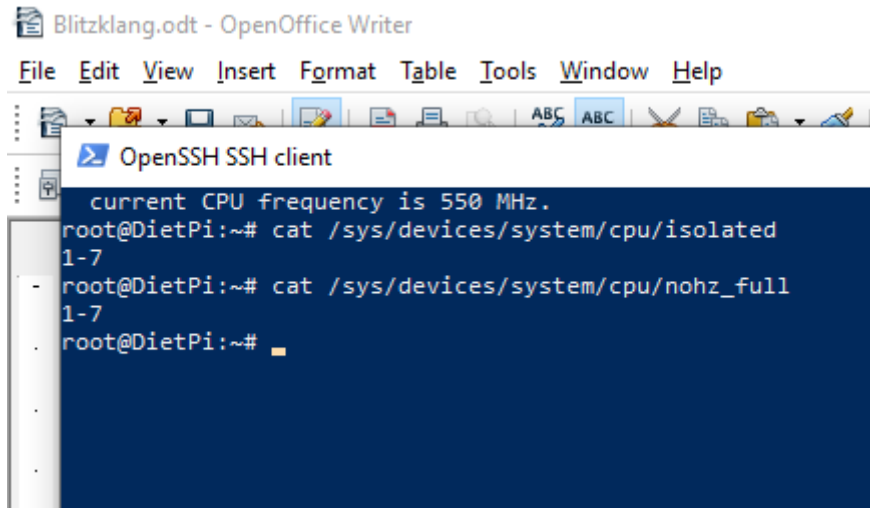 Blitzklang.odt - OpenOffice Writer
File Edit View Insert Format Table Tools Window Help
ABC ABC
OpenSSH SSH client
current CPU frequency is 550 MHz.
root@DietPi:~# cat /sys/devices/system/cpu/isolated
1-7
root@DietPi:~# cat /sys/devices/system/cpu/nohz_full
1-7
root@DietPi:~#